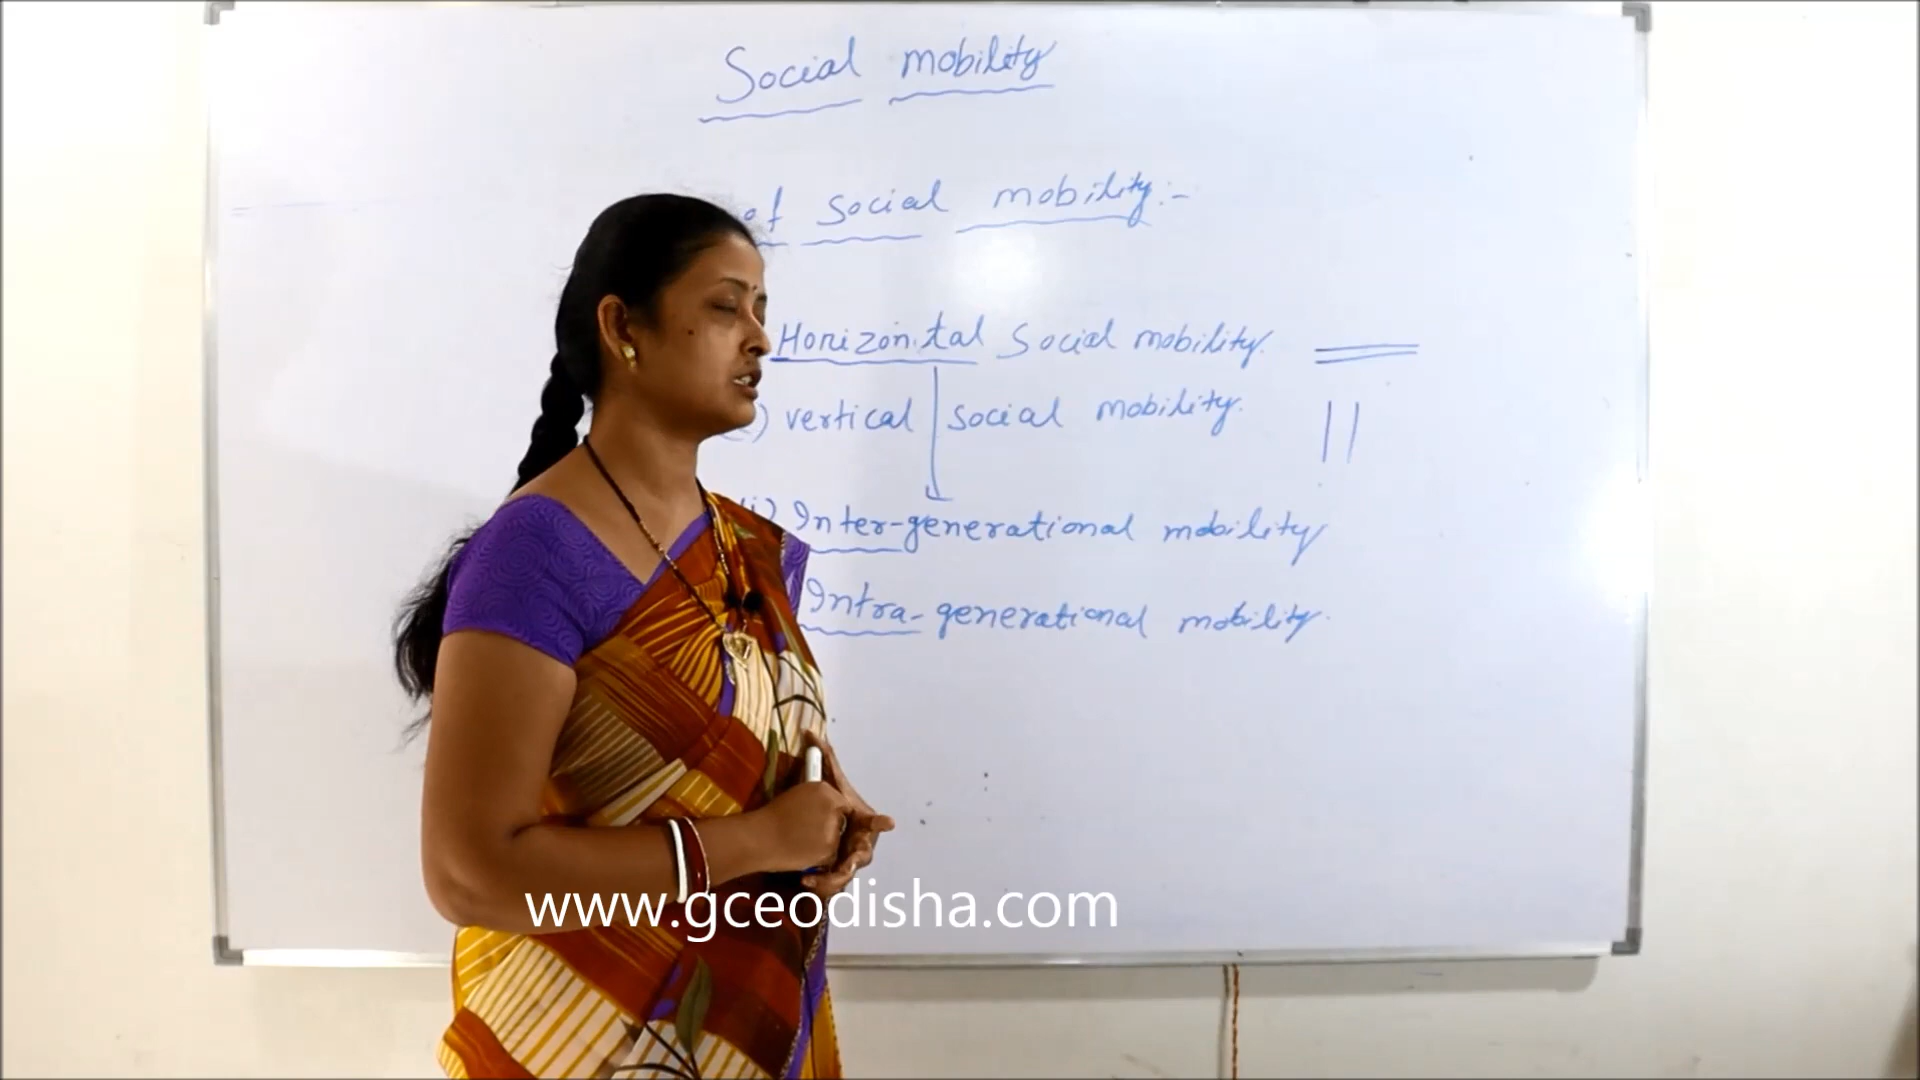 Social mobility
of social mobility:-
Horizontal Social mobility.
) vertical social mobility.
(i) Inter-generational mobility
Intra-generational mobility.
www.gceodisha.com